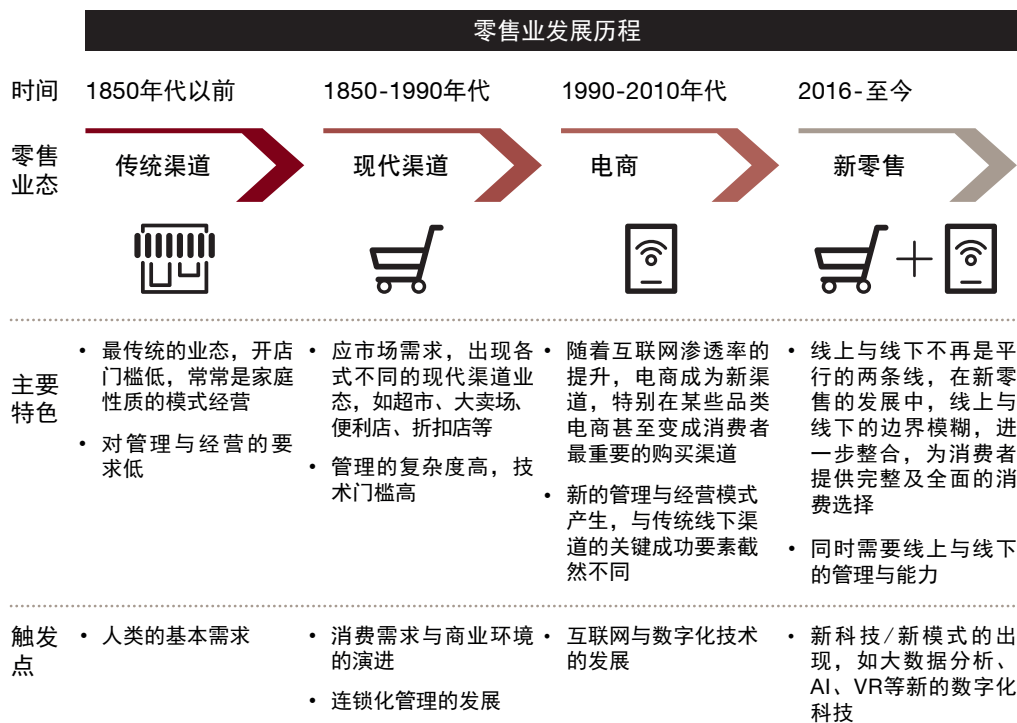 零售业发展历程
时间
1850年代以前
1850-1990年代
1990-2010年代
2016-至今
零售
业态
传统渠道
现代渠道
电商
新零售
主要
特色
• 最传统的业态，开店
门槛低，常常是家庭
性质的模式经营
• 对管理与经营的要
求低
• 应市场需求，出现各
式不同的现代渠道业
态，如超市、大卖场、
便利店、折扣店等
• 管理的复杂度高，技
术门槛高
• 随着互联网渗透率的
提升，电商成为新渠
道，特别在某些品类
电商甚至变成消费者
最重要的购买渠道
• 新的管理与经营模式
产生，与传统线下渠
道的关键成功要素截
然不同
• 线上与线下不再是平
行的两条线，在新零
售的发展中，线上与
线下的边界模糊，进
一步整合，为消费者
提供完整及全面的消
费选择
• 同时需要线上与线下
的管理与能力
触发
点
• 人类的基本需求
• 消费需求与商业环境
的演进
• 连锁化管理的发展
• 互联网与数字化技术
的发展
• 新科技/新模式的出
现，如大数据分析、
AI、VR等新的数字化
科技